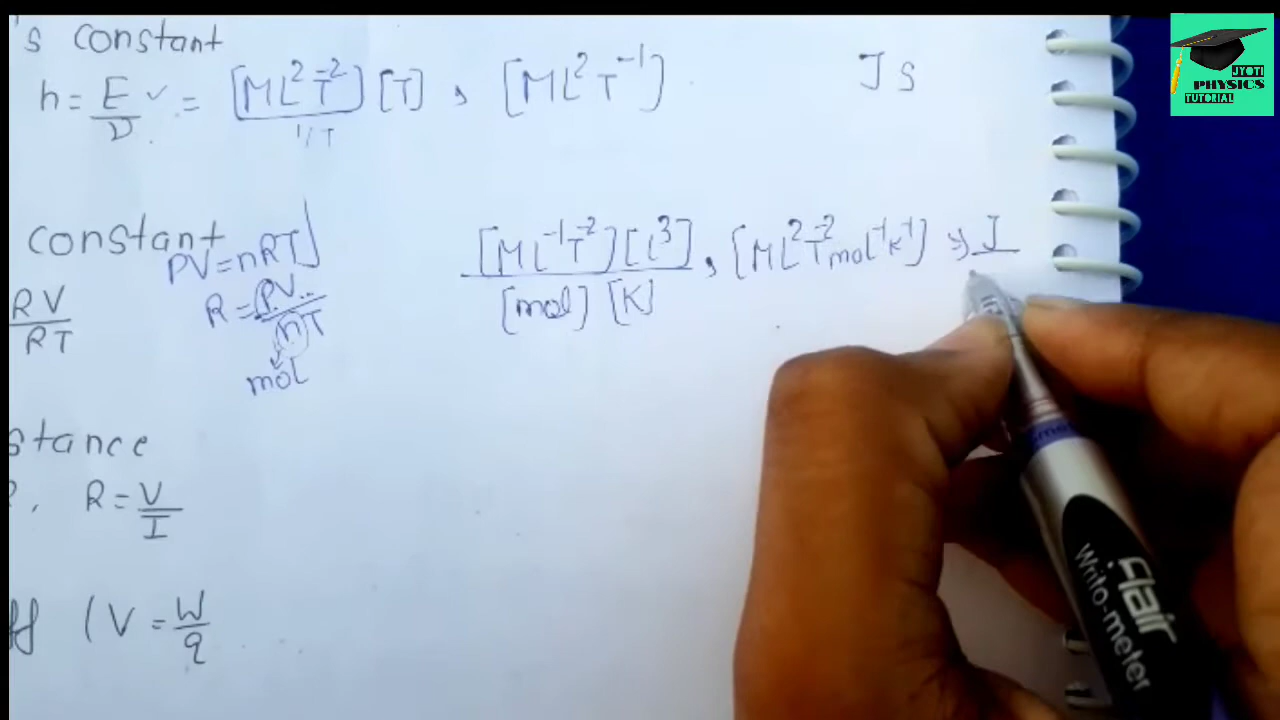 's constant
h = E/ν = [ML²T⁻²]/1/T [T], [ML²T⁻¹] J S
constant
PV = nRT
[ML⁻¹T⁻²][L³]/[mol][K], [ML²T⁻²mol⁻¹K⁻¹] J
R = PV/nT
RV/RT
mol
stance
R = V/I
(V = W/q
JYOTI
PHYSICS
TUTORIAL
Flair
Writo-meter